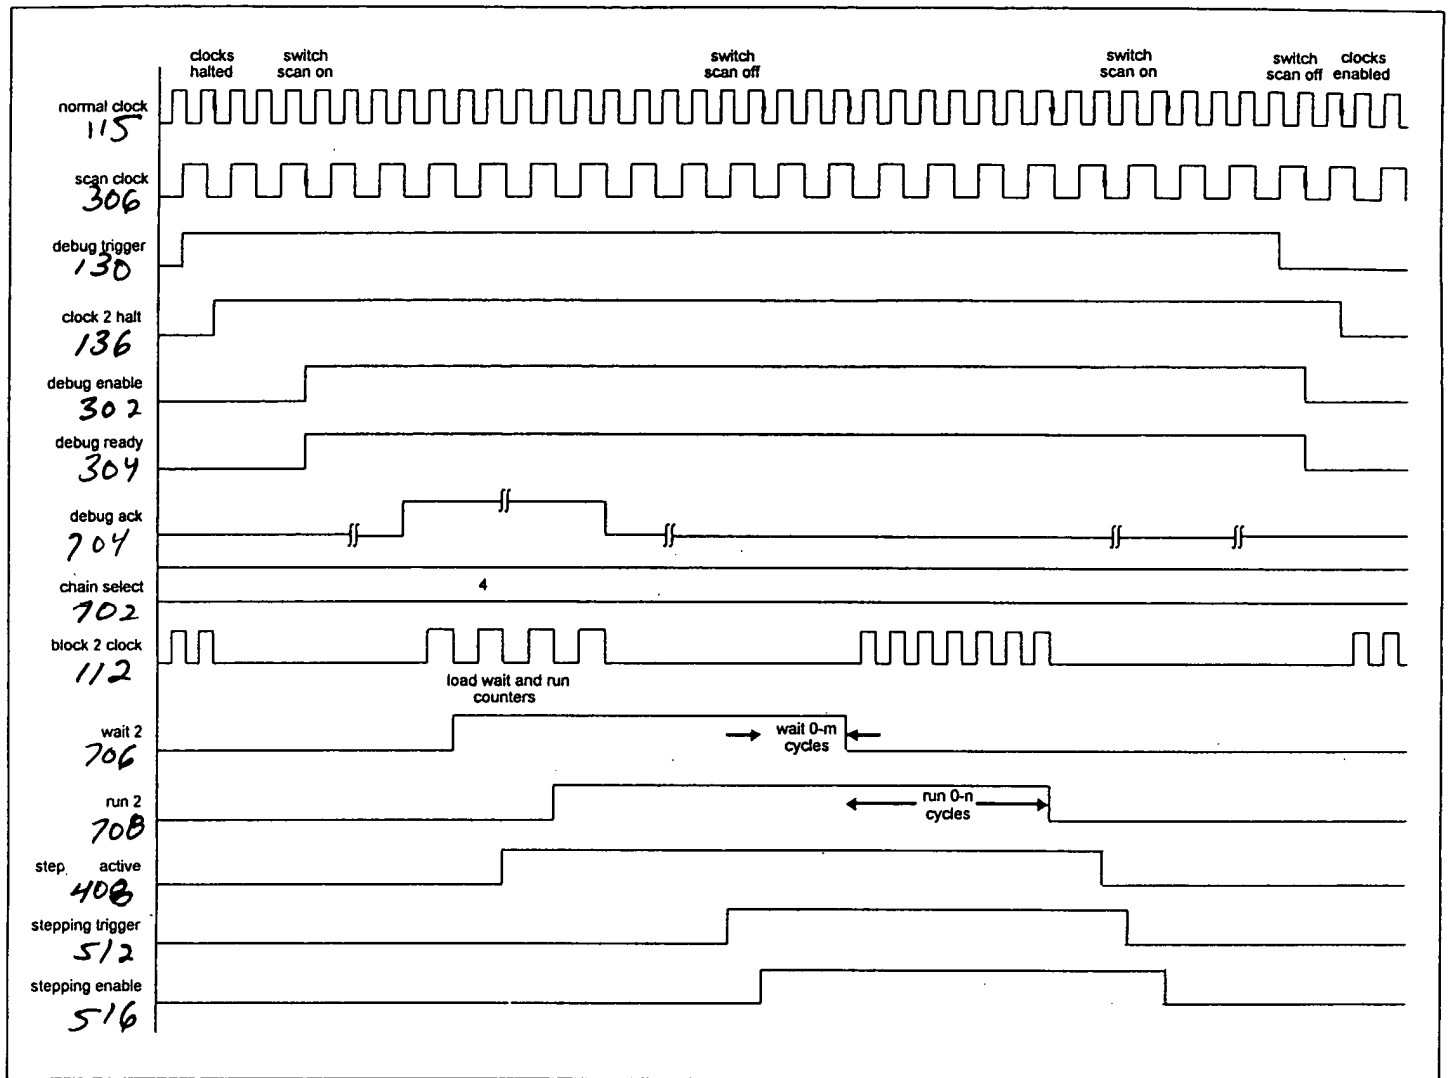 clocks halted
switch scan on
switch scan off
switch scan on
switch scan off
clocks enabled
normal clock
115
scan clock
306
debug trigger
130
clock 2 halt
136
debug enable
302
debug ready
304
debug ack
704
chain select
702
4
block 2 clock
112
load wait and run
counters
wait 2
706
wait 0-m
cycles
run 2
708
run 0-n
cycles
step active
408
stepping trigger
512
stepping enable
516